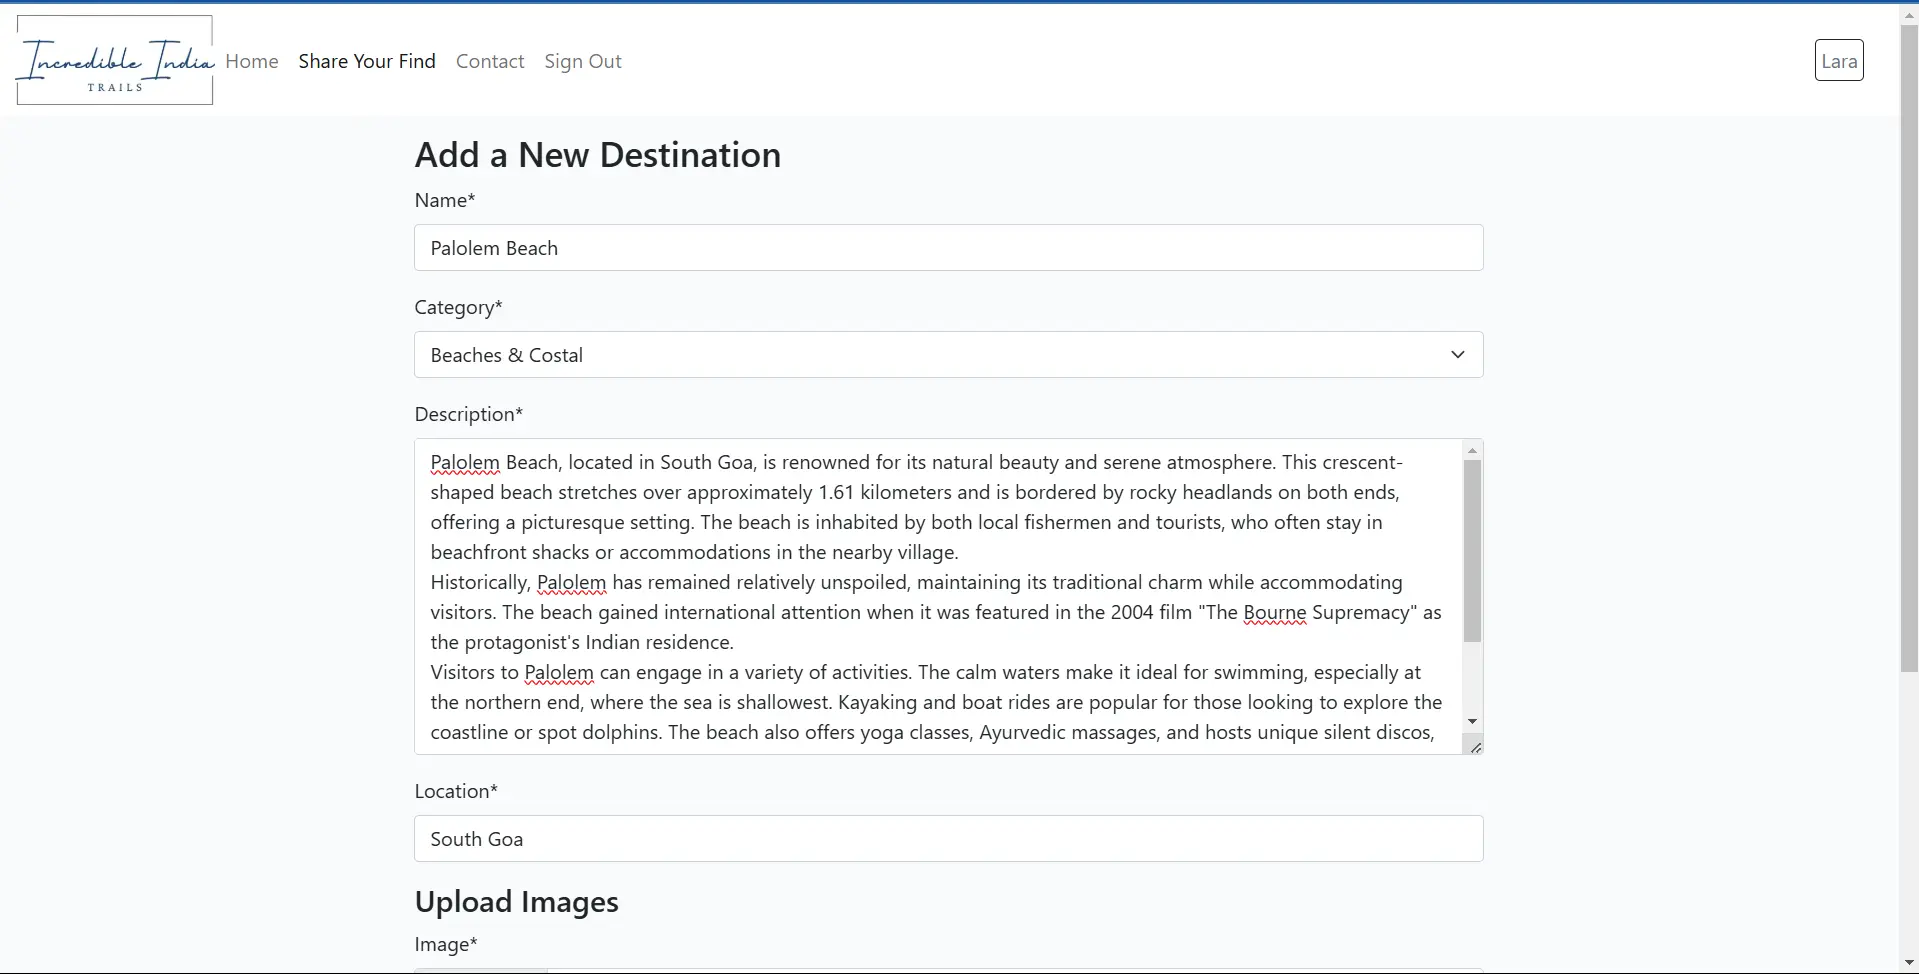 Incredible India
TRAILS
Home
Share Your Find
Contact
Sign Out
Lara
Add a New Destination
Name*
Palolem Beach
Category*
Beaches & Costal
Description*
Palolem Beach, located in South Goa, is renowned for its natural beauty and serene atmosphere. This crescent-
shaped beach stretches over approximately 1.61 kilometers and is bordered by rocky headlands on both ends,
offering a picturesque setting. The beach is inhabited by both local fishermen and tourists, who often stay in
beachfront shacks or accommodations in the nearby village.
Historically, Palolem has remained relatively unspoiled, maintaining its traditional charm while accommodating
visitors. The beach gained international attention when it was featured in the 2004 film "The Bourne Supremacy" as
the protagonist's Indian residence.
Visitors to Palolem can engage in a variety of activities. The calm waters make it ideal for swimming, especially at
the northern end, where the sea is shallowest. Kayaking and boat rides are popular for those looking to explore the
coastline or spot dolphins. The beach also offers yoga classes, Ayurvedic massages, and hosts unique silent discos,
Location*
South Goa
Upload Images
Image*